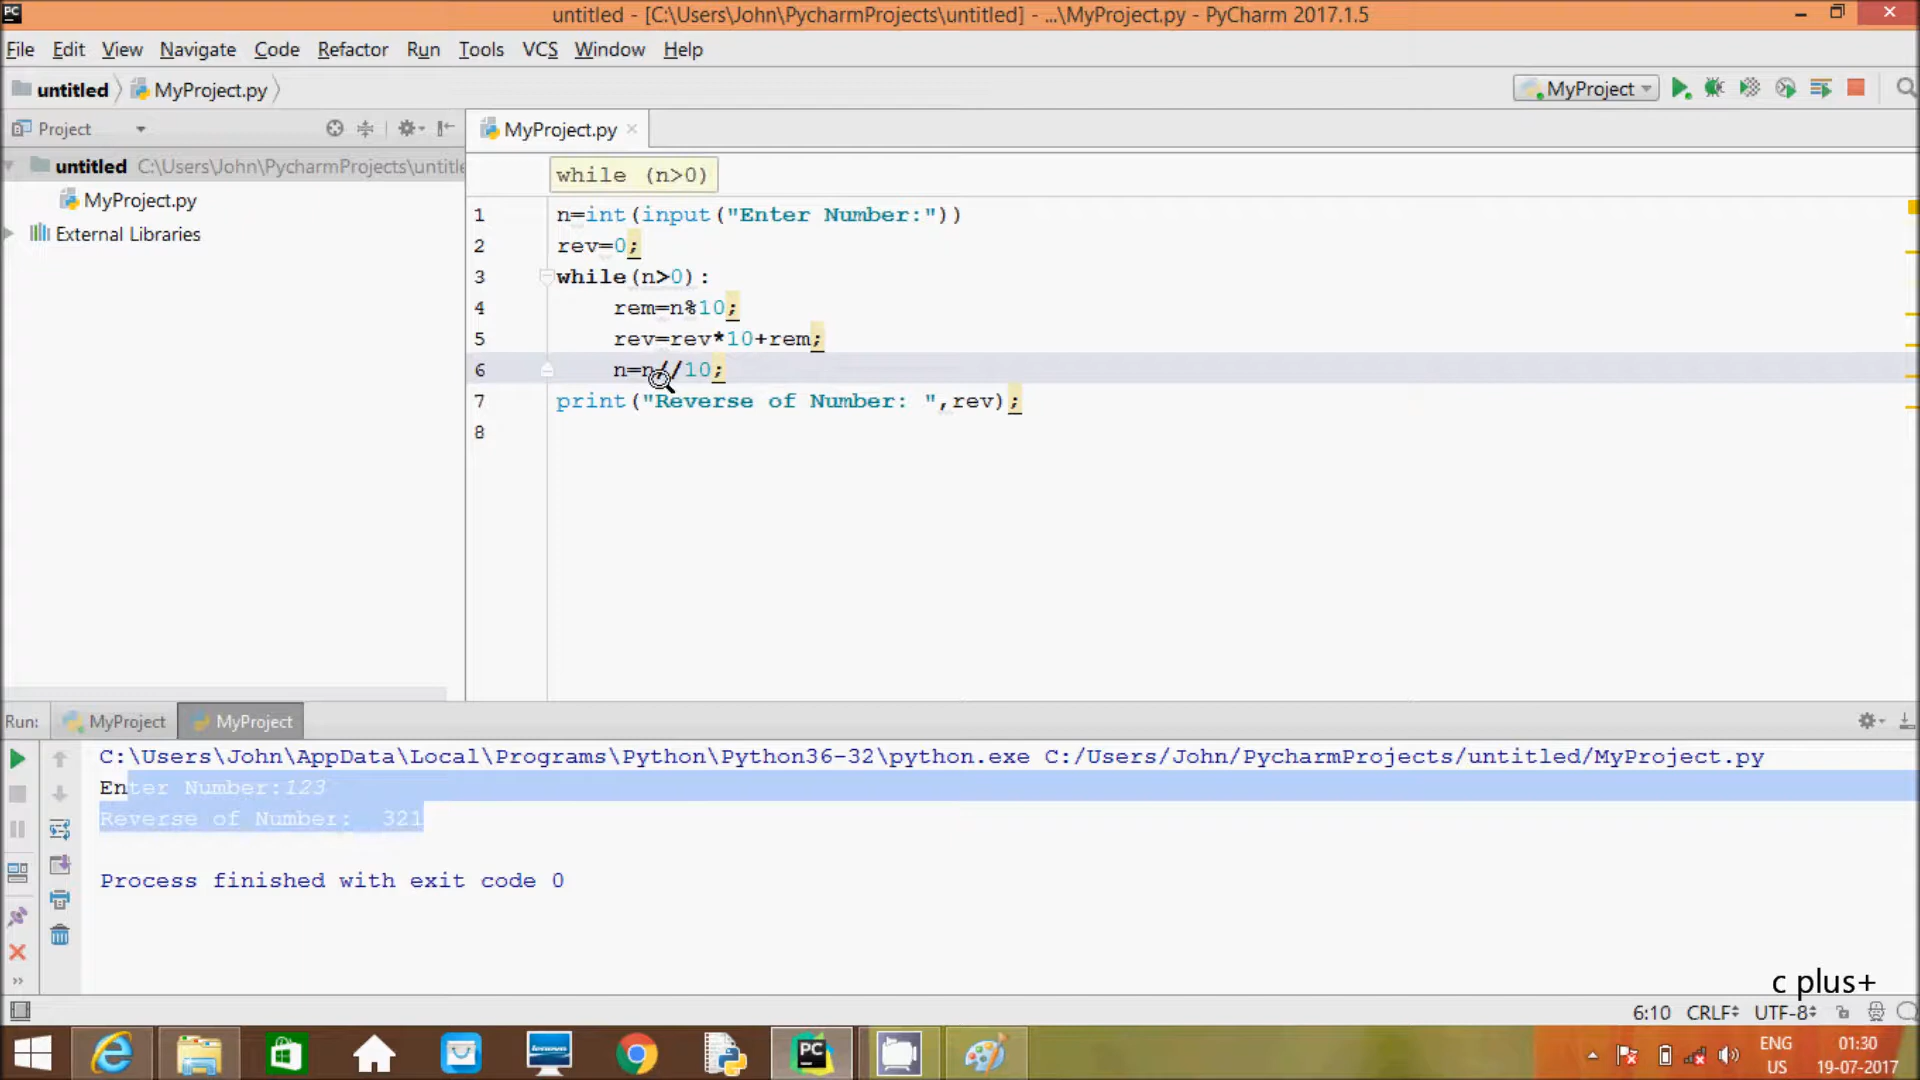 PC
untitled - [C:\Users\John\PycharmProjects\untitled] - ...\MyProject.py - PyCharm 2017.1.5
File Edit View Navigate Code Refactor Run Tools VCS Window Help
untitled MyProject.py
MyProject
Project
MyProject.py
untitled C:\Users\John\PycharmProjects\untitle
MyProject.py
External Libraries
while (n>0)
1 n=int(input("Enter Number:"))
2 rev=0;
3 while(n>0):
4 rem=n%10;
5 rev=rev*10+rem;
6 n=n//10;
7 print("Reverse of Number: ",rev);
8
Run: MyProject MyProject
C:\Users\John\AppData\Local\Programs\Python\Python36-32\python.exe C:/Users/John/PycharmProjects/untitled/MyProject.py
Enter Number:123
Reverse of Number:  321
Process finished with exit code 0
c plus+
6:10 CRLF UTF-8
PC
lenovo
ENG
US
01:30
19-07-2017